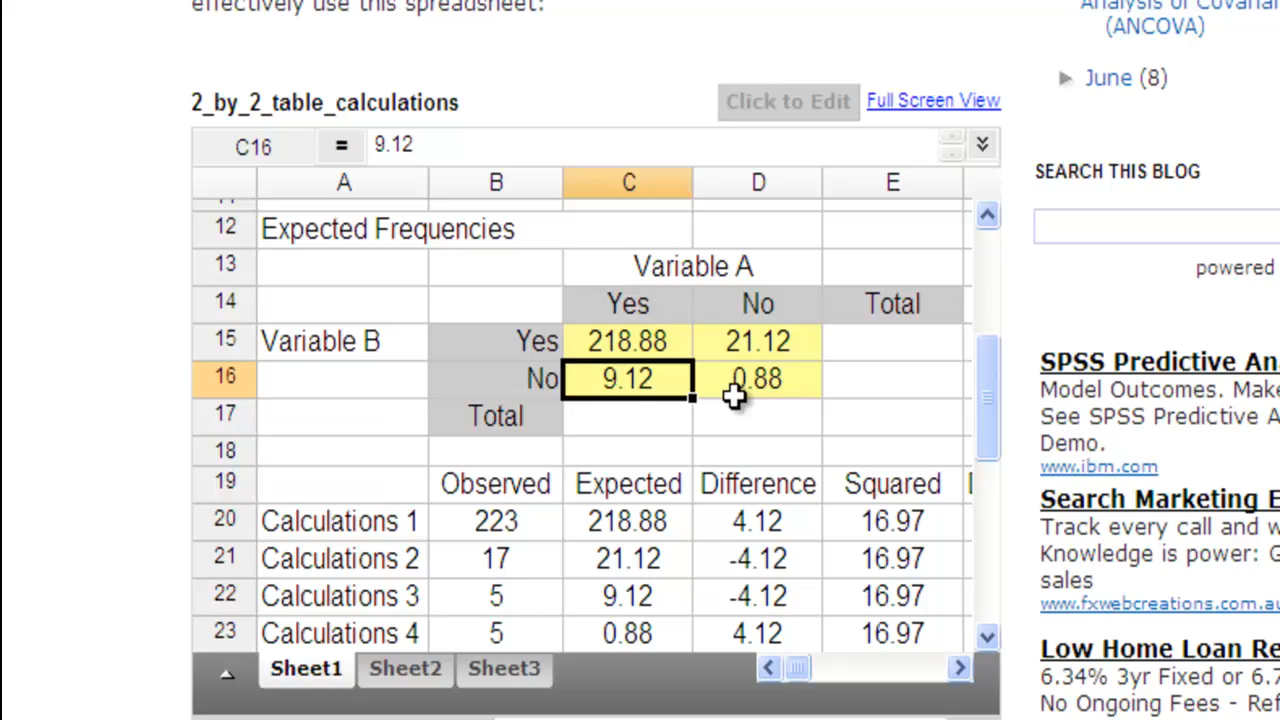 effectively use this spreadsheet:
Analysis of Covarian
(ANCOVA)
► June (8)
2_by_2_table_calculations Click to Edit Full Screen View
C16 = 9.12
A B C D E
12 Expected Frequencies
13 Variable A
14 Yes No Total
15 Variable B Yes 218.88 21.12
16 No 9.12 0.88
17 Total
18
19 Observed Expected Difference Squared
20 Calculations 1 223 218.88 4.12 16.97
21 Calculations 2 17 21.12 -4.12 16.97
22 Calculations 3 5 9.12 -4.12 16.97
23 Calculations 4 5 0.88 4.12 16.97
Sheet1 Sheet2 Sheet3
SEARCH THIS BLOG
powered
SPSS Predictive An
Model Outcomes. Make
See SPSS Predictive A
Demo.
www.ibm.com
Search Marketing E
Track every call and w
Knowledge is power: G
sales
www.fxwebcreations.com.au
Low Home Loan Re
6.34% 3yr Fixed or 6.7
No Ongoing Fees - Ref